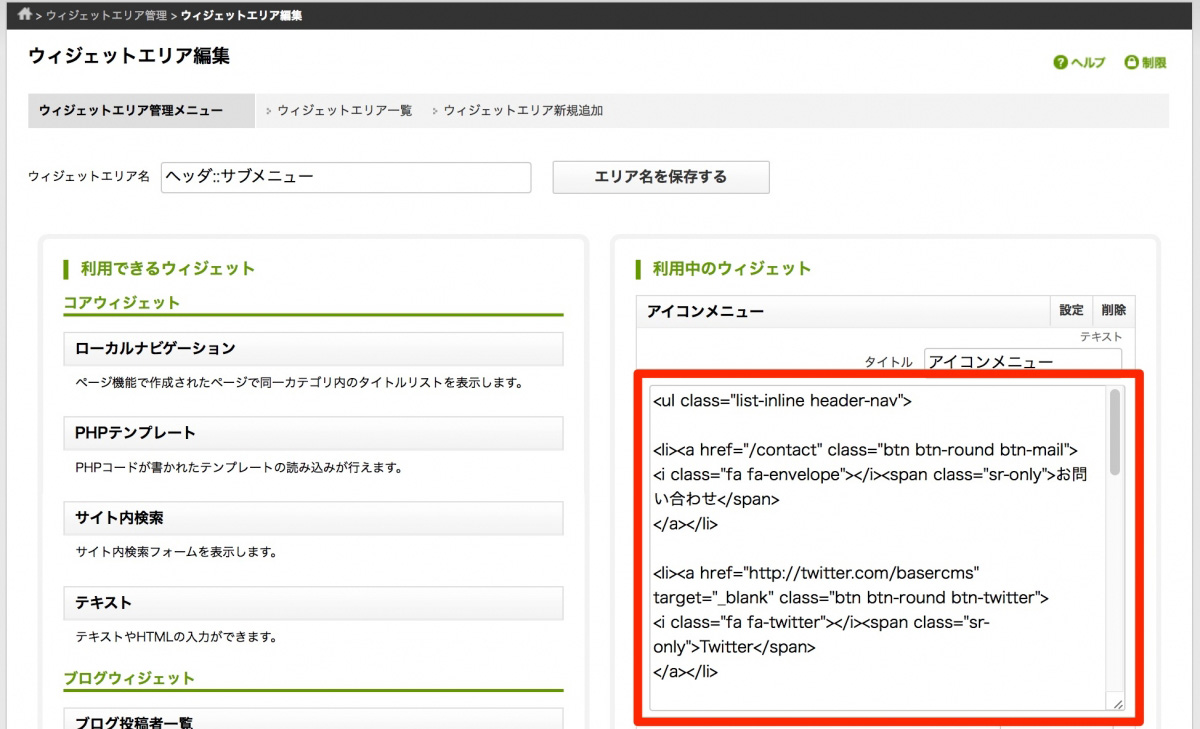 > ウィジェットエリア管理 > ウィジェットエリア編集
ウィジェットエリア編集
ヘルプ 制限
ウィジェットエリア管理メニュー
ウィジェットエリア一覧
ウィジェットエリア新規追加
ウィジェットエリア名
ヘッダ::サブメニュー
エリア名を保存する
利用できるウィジェット
コアウィジェット
ローカルナビゲーション
ページ機能で作成されたページで同一カテゴリ内のタイトルリストを表示します。
PHPテンプレート
PHPコードが書かれたテンプレートの読み込みが行えます。
サイト内検索
サイト内検索フォームを表示します。
テキスト
テキストやHTMLの入力ができます。
ブログウィジェット
ブログ投稿者一覧
利用中のウィジェット
アイコンメニュー 設定 削除
テキスト
タイトル アイコンメニュー
<ul class="list-inline header-nav">
<li><a href="/contact" class="btn btn-round btn-mail">
<i class="fa fa-envelope"></i><span class="sr-only">お問
い合わせ</span>
</a></li>
<li><a href="http://twitter.com/basercms"
target="_blank" class="btn btn-round btn-twitter">
<i class="fa fa-twitter"></i><span class="sr-
only">Twitter</span>
</a></li>